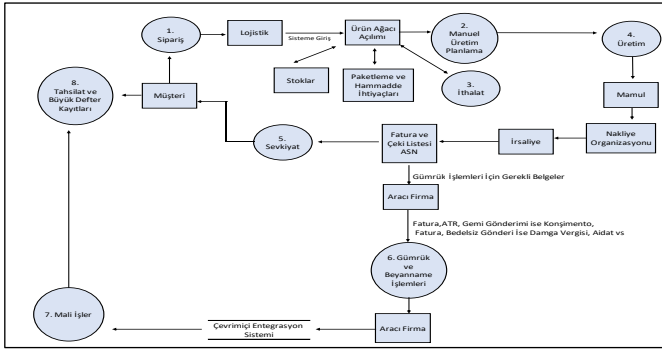 1.
Sipariş
Lojistik
Sisteme Giriş
Ürün Ağacı
Açılımı
2.
Manuel
Üretim
Planlama
4.
Üretim
Stoklar
Paketleme ve
Hammadde
İhtiyaçları
3.
İthalat
8.
Tahsilat ve
Büyük Defter
Kayıtları
Müşteri
Mamul
5.
Sevkiyat
Fatura ve
Çeki Listesi
ASN
İrsaliye
Nakliye
Organizasyonu
Gümrük İşlemleri İçin Gerekli Belgeler
Aracı Firma
Fatura,ATR, Gemi Gönderimi ise Konşimento,
Fatura, Bedelsiz Gönderi İse Damga Vergisi, Aidat vs
6. Gümrük
ve
Beyanname
İşlemleri
7. Mali İşler
Çevrimiçi Entegrasyon
Sistemi
Aracı Firma